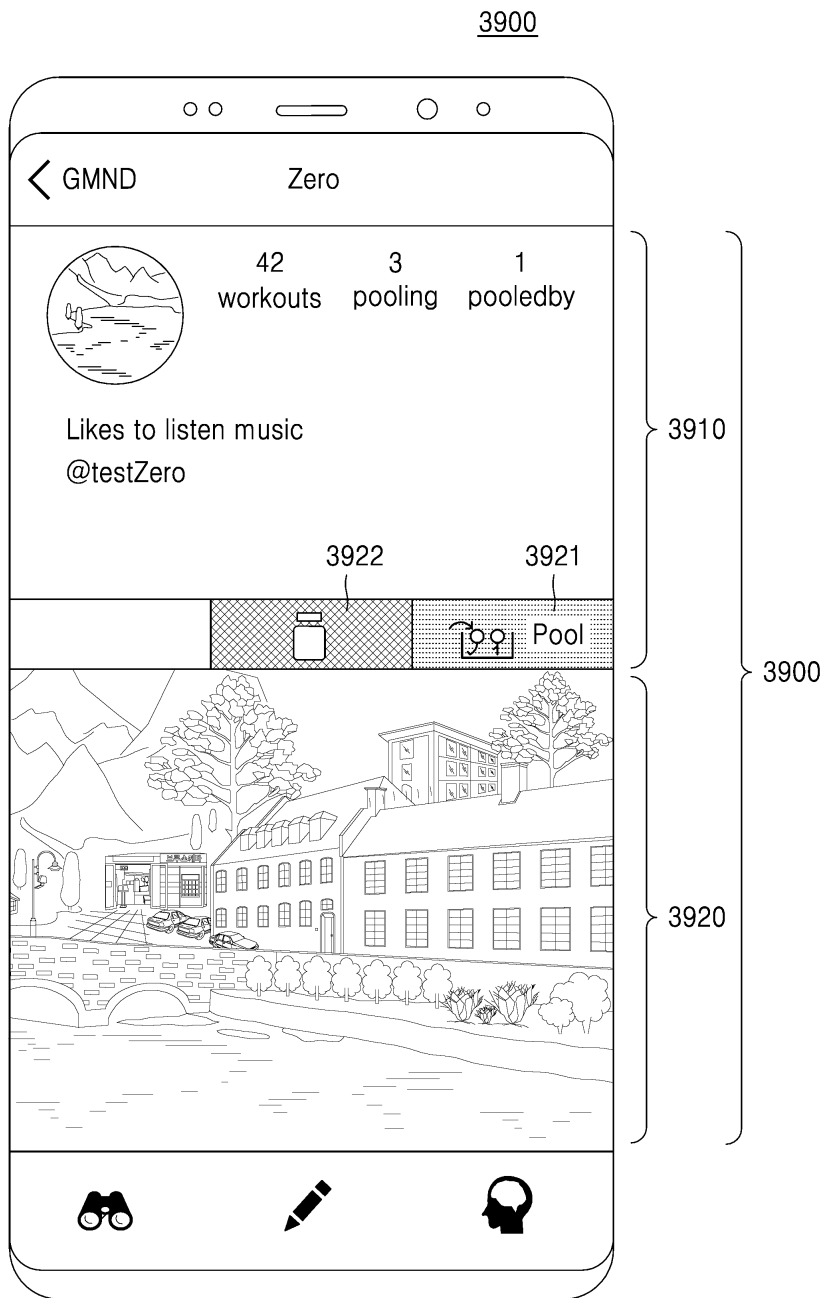 3900
GMND
Zero
42
3
1
workouts
pooling
pooledby
Likes to listen music
@testZero
3910
3922
3921
Pool
3900
3920